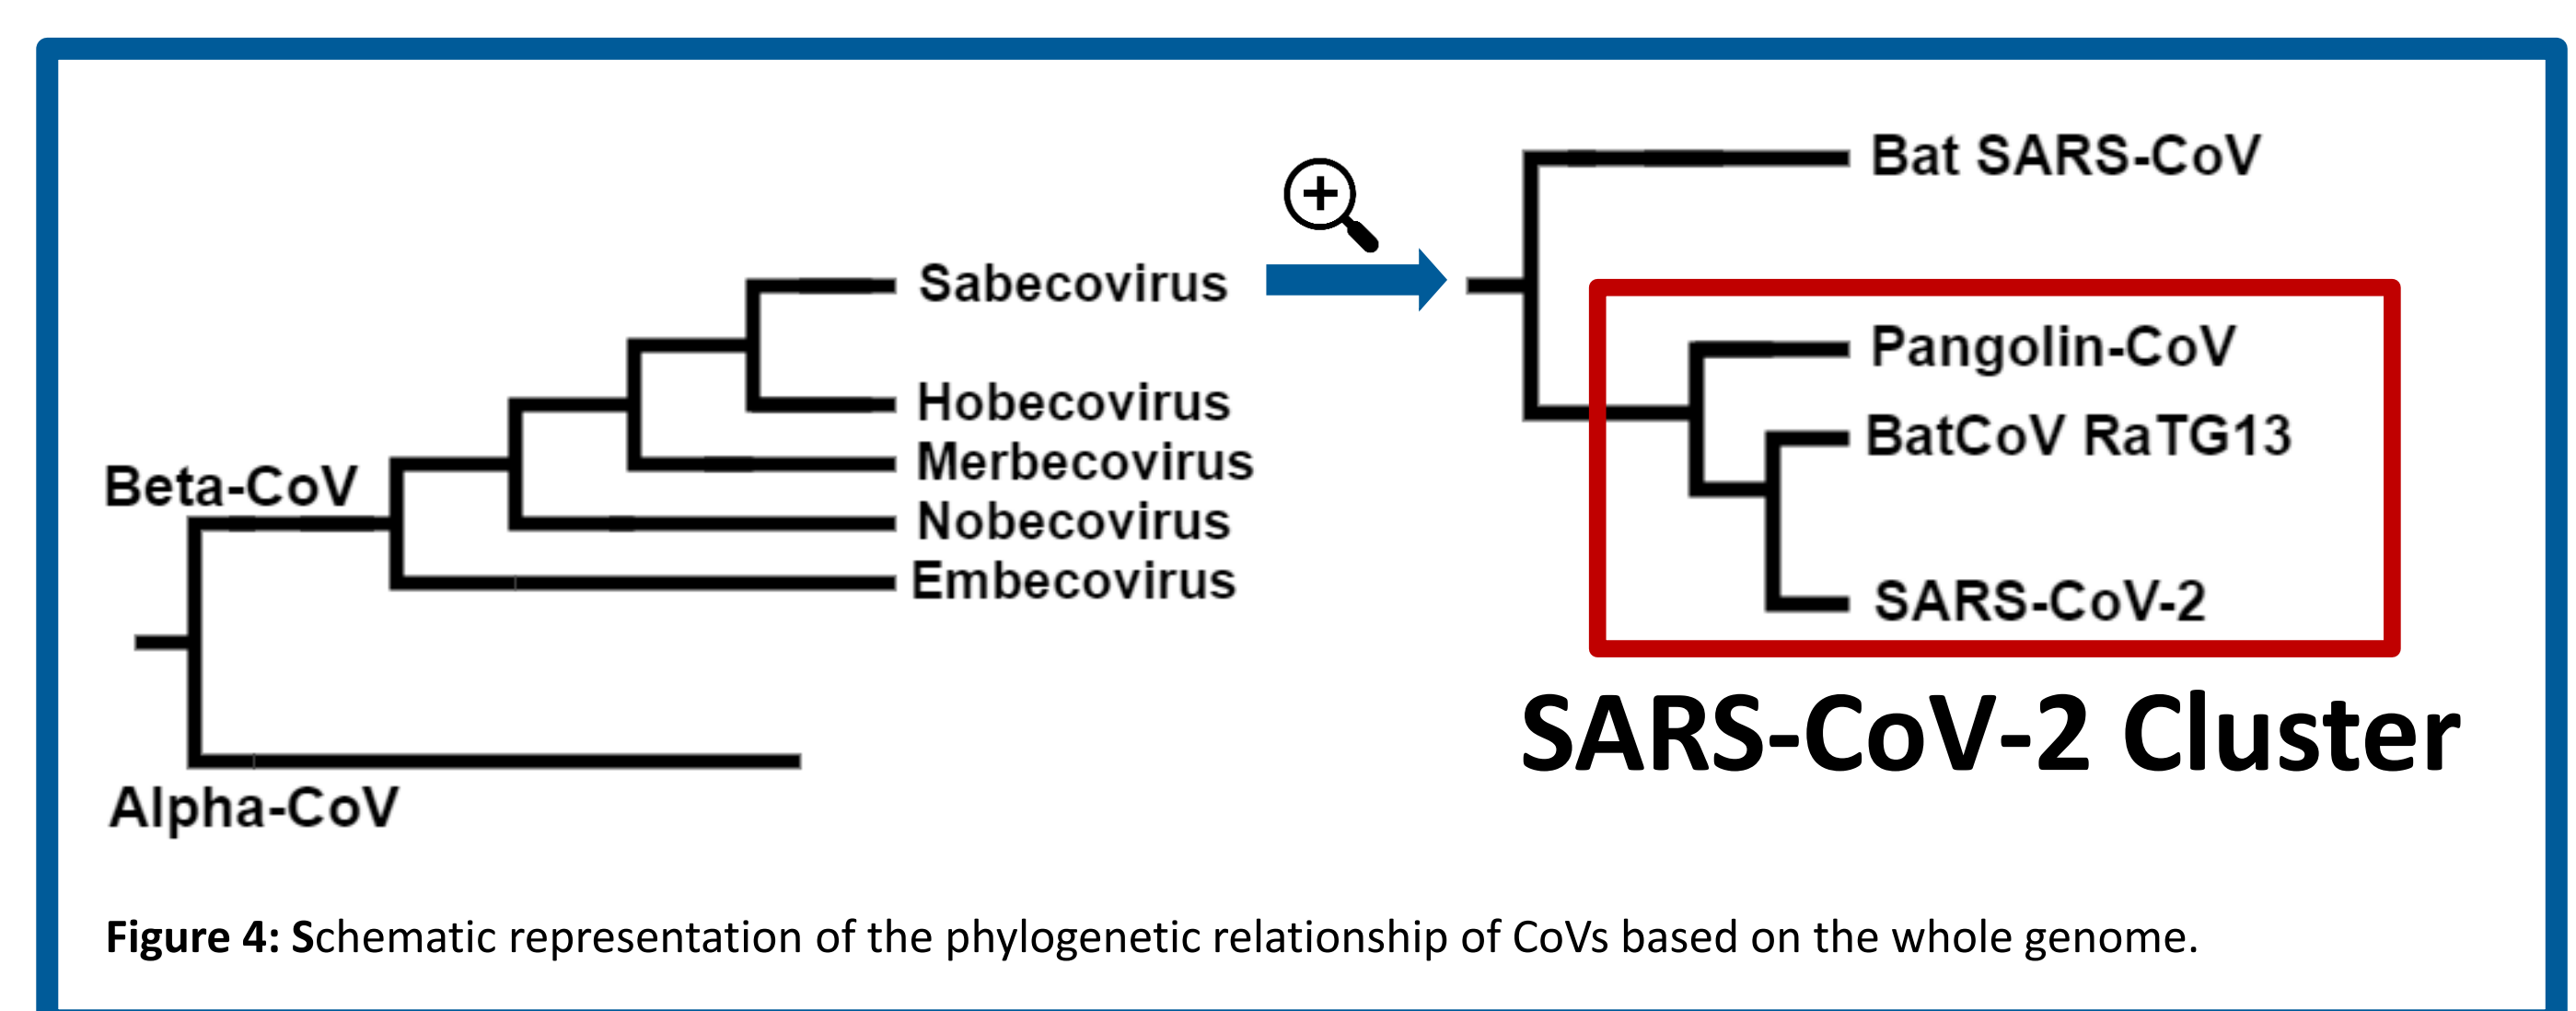 Bat SARS-CoV
Sabecovirus
Pangolin-CoV
Hobecovirus
BatCoV RaTG13
Merbecovirus
Beta-CoV
Nobecovirus
Embecovirus
SARS-CoV-2
SARS-CoV-2 Cluster
Alpha-CoV
Figure 4: Schematic representation of the phylogenetic relationship of CoVs based on the whole genome.